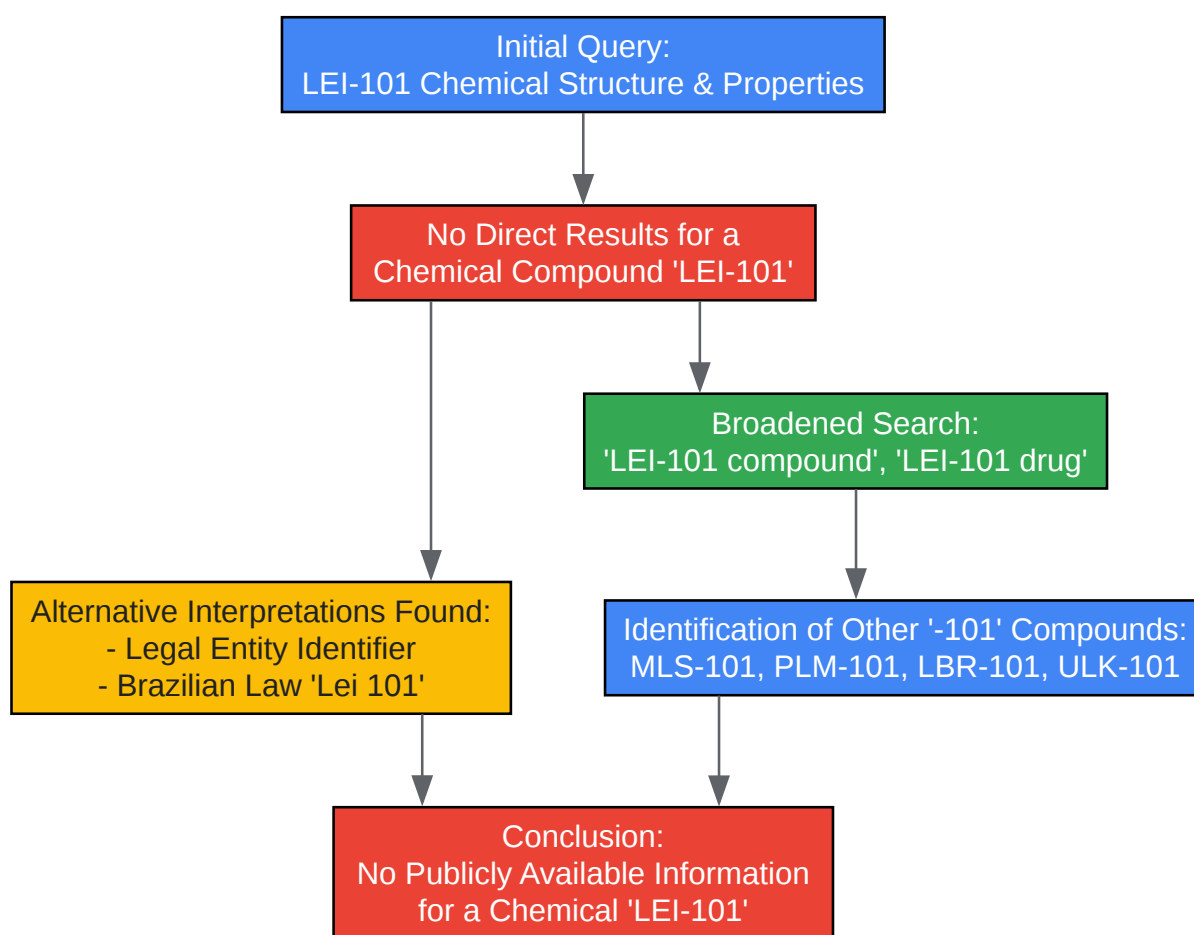 Initial Query:
LEI-101 Chemical Structure & Properties
No Direct Results for a
Chemical Compound 'LEI-101'
Broadened Search:
'LEI-101 compound', 'LEI-101 drug'
Alternative Interpretations Found:
- Legal Entity Identifier
- Brazilian Law 'Lei 101'
Identification of Other '-101' Compounds:
MLS-101, PLM-101, LBR-101, ULK-101
Conclusion:
No Publicly Available Information
for a Chemical 'LEI-101'